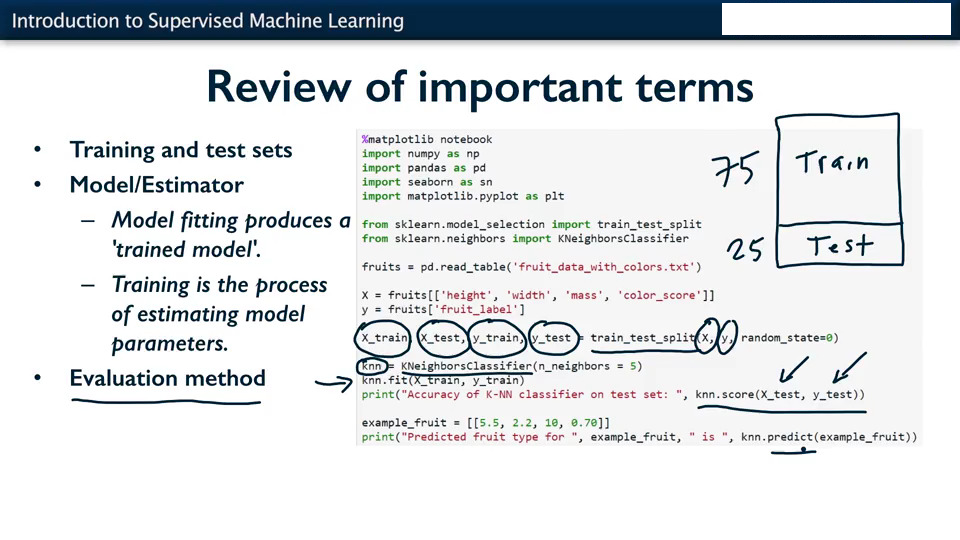 Introduction to Supervised Machine Learning
Review of important terms
• Training and test sets
• Model/Estimator
– Model fitting produces a
'trained model'.
– Training is the process
of estimating model
parameters.
• Evaluation method
%matplotlib notebook
import numpy as np
import pandas as pd
import seaborn as sn
import matplotlib.pyplot as plt
from sklearn.model_selection import train_test_split
from sklearn.neighbors import KNeighborsClassifier
fruits = pd.read_table('fruit_data_with_colors.txt')
X = fruits[['height', 'width', 'mass', 'color_score']]
y = fruits['fruit_label']
X_train, X_test, y_train, y_test = train_test_split(X, y, random_state=0)
knn = KNeighborsClassifier(n_neighbors = 5)
knn.fit(X_train, y_train)
print("Accuracy of K-NN classifier on test set: ", knn.score(X_test, y_test))
example_fruit = [[5.5, 2.2, 10, 0.70]]
print("Predicted fruit type for ", example_fruit, " is ", knn.predict(example_fruit))
75 Train
25 Test